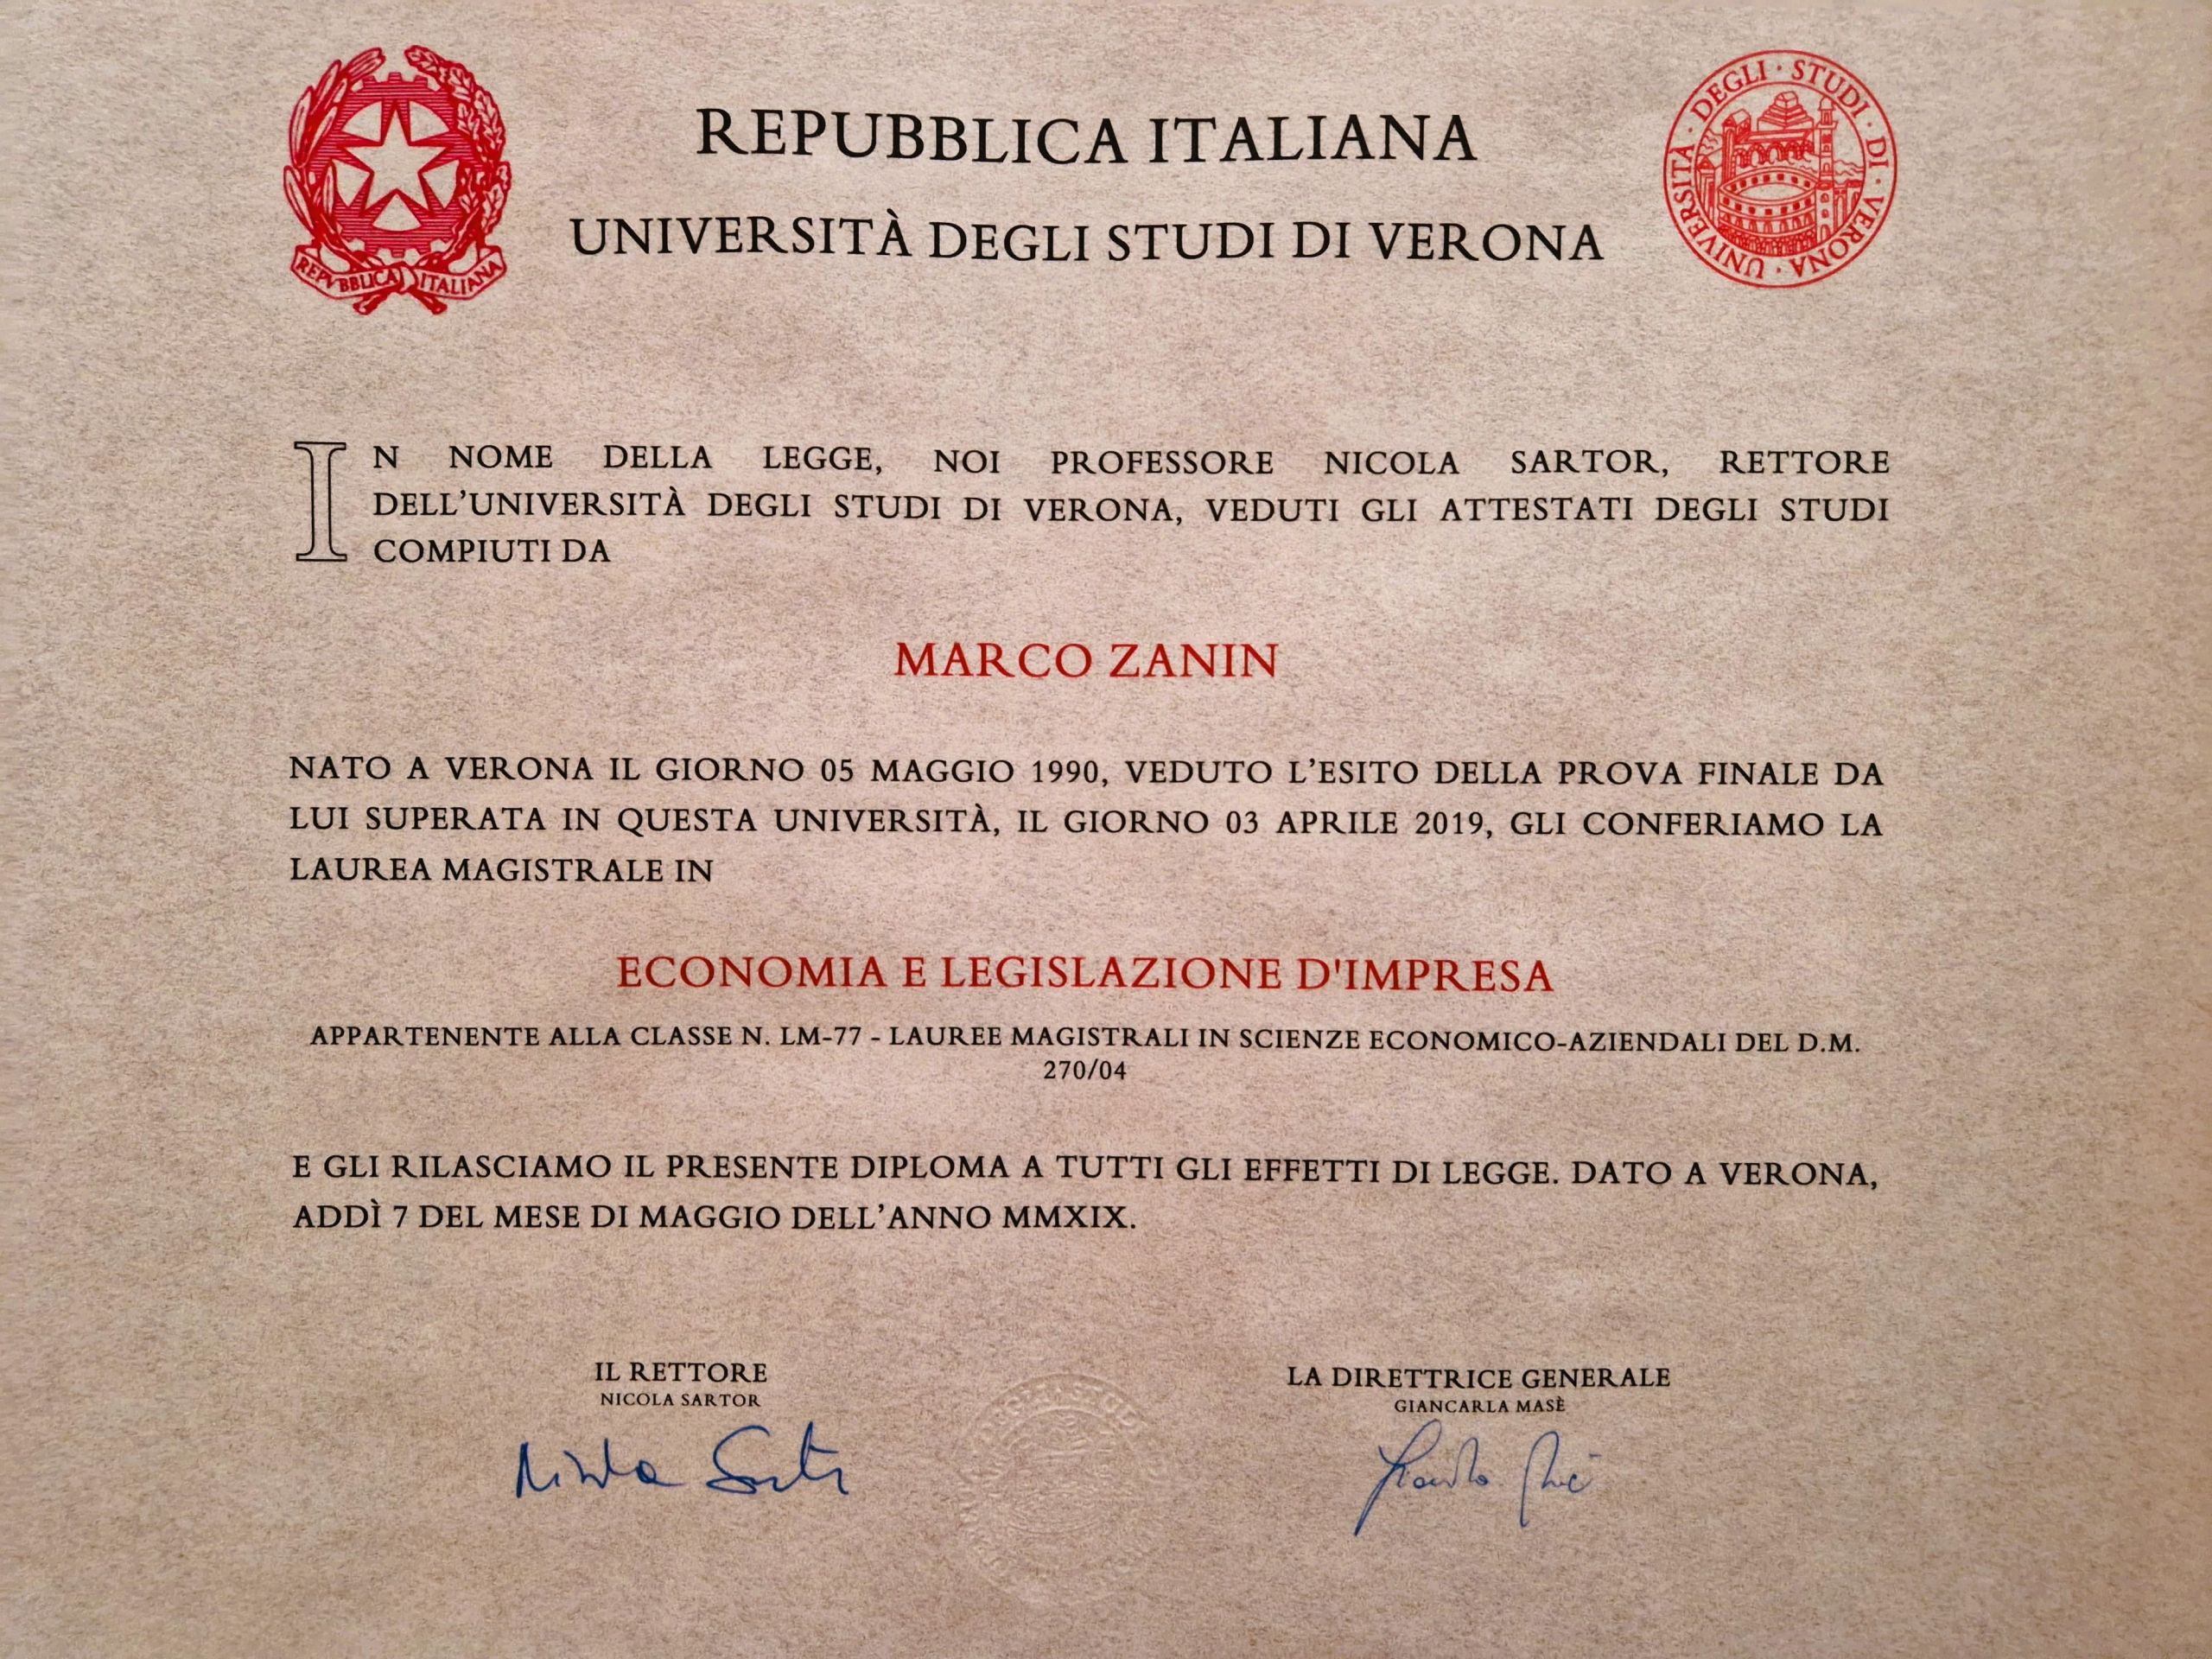 REPUBBLICA ITALIANA
UNIVERSITÀ DEGLI STUDI DI VERONA
REPVBBLICA ITALIANA
UNIVERSITÀ · DEGLI · STUDI · DI · VERONA ·
IN NOME DELLA LEGGE, NOI PROFESSORE NICOLA SARTOR, RETTORE
DELL'UNIVERSITÀ DEGLI STUDI DI VERONA, VEDUTI GLI ATTESTATI DEGLI STUDI
COMPIUTI DA
MARCO ZANIN
NATO A VERONA IL GIORNO 05 MAGGIO 1990, VEDUTO L'ESITO DELLA PROVA FINALE DA
LUI SUPERATA IN QUESTA UNIVERSITÀ, IL GIORNO 03 APRILE 2019, GLI CONFERIAMO LA
LAUREA MAGISTRALE IN
ECONOMIA E LEGISLAZIONE D'IMPRESA
APPARTENENTE ALLA CLASSE N. LM-77 - LAUREE MAGISTRALI IN SCIENZE ECONOMICO-AZIENDALI DEL D.M.
270/04
E GLI RILASCIAMO IL PRESENTE DIPLOMA A TUTTI GLI EFFETTI DI LEGGE. DATO A VERONA,
ADDÌ 7 DEL MESE DI MAGGIO DELL'ANNO MMXIX.
IL RETTORE
NICOLA SARTOR
LA DIRETTRICE GENERALE
GIANCARLA MASÈ